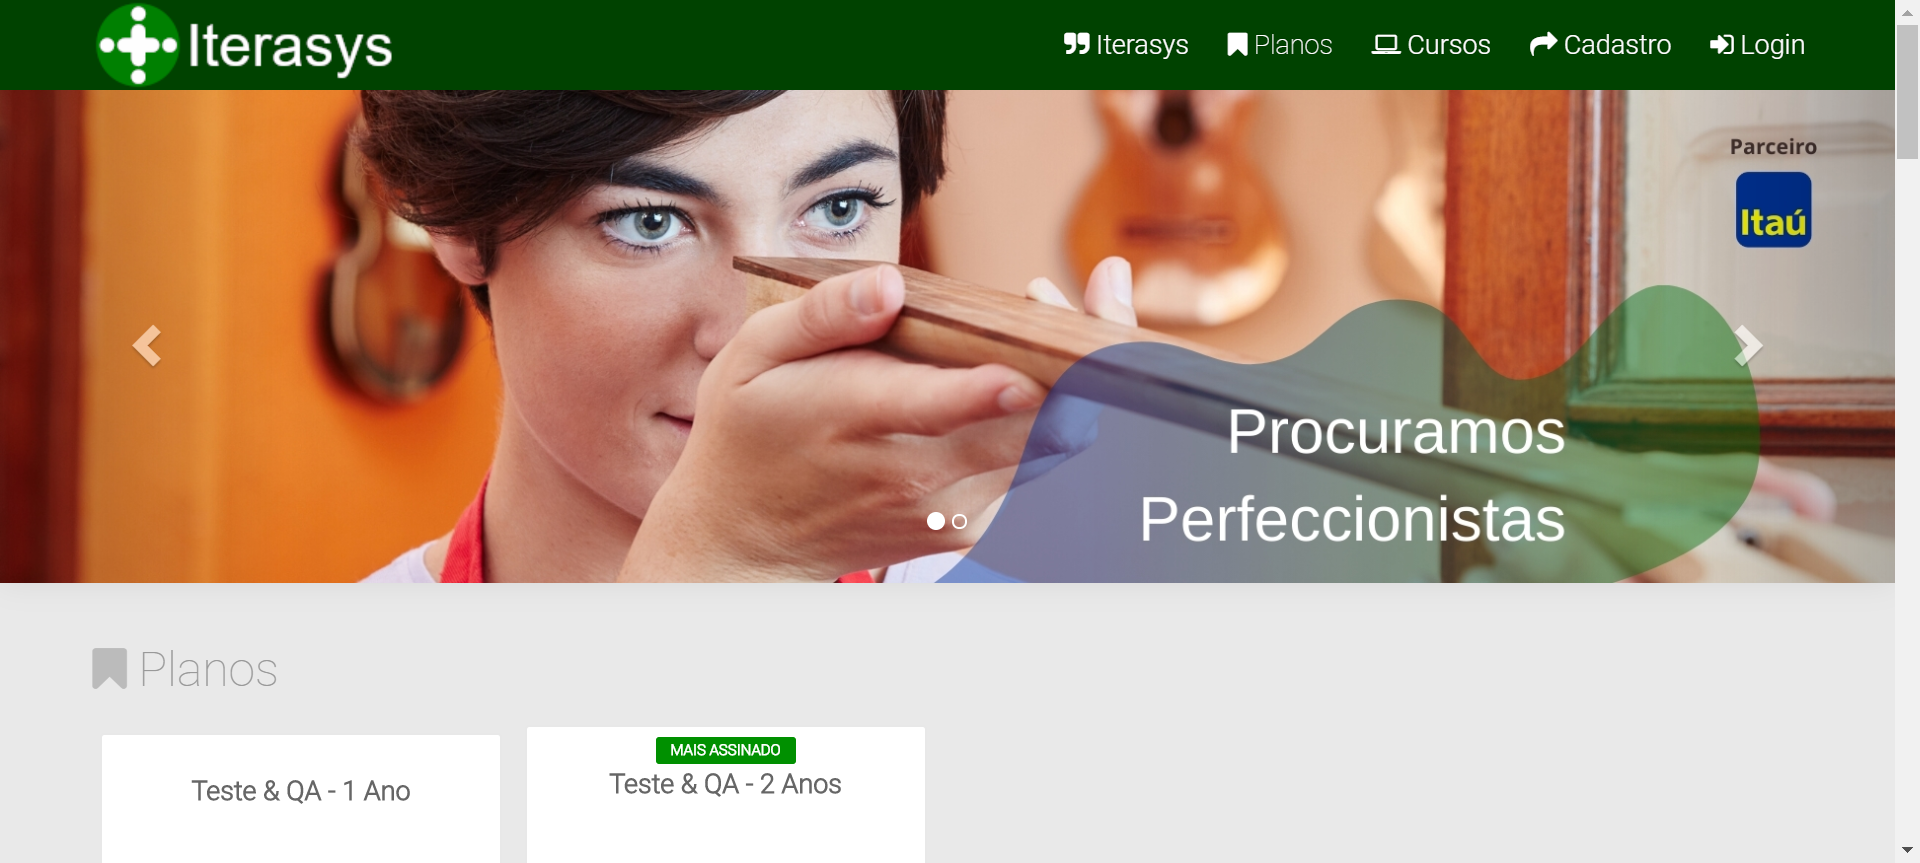 Iterasys
Iterasys
Planos
Cursos
Cadastro
Login
Parceiro
Itaú
Procuramos
Perfeccionistas
Planos
Teste & QA - 1 Ano
MAIS ASSINADO
Teste & QA - 2 Anos